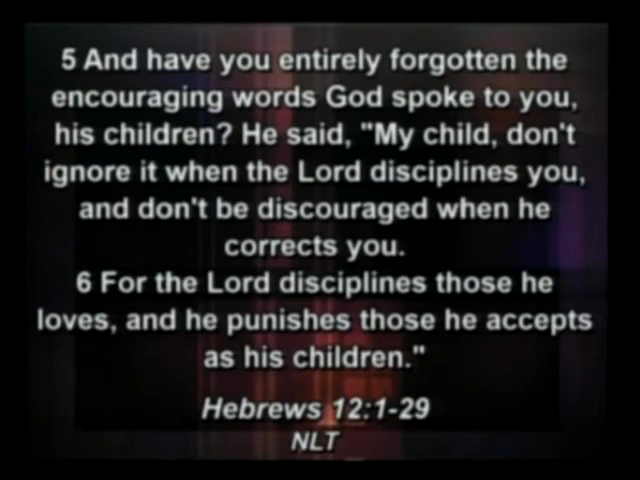 5 And have you entirely forgotten the
encouraging words God spoke to you,
his children? He said, "My child, don't
ignore it when the Lord disciplines you,
and don't be discouraged when he
corrects you.
6 For the Lord disciplines those he
loves, and he punishes those he accepts
as his children."
Hebrews 12:1-29
NLT